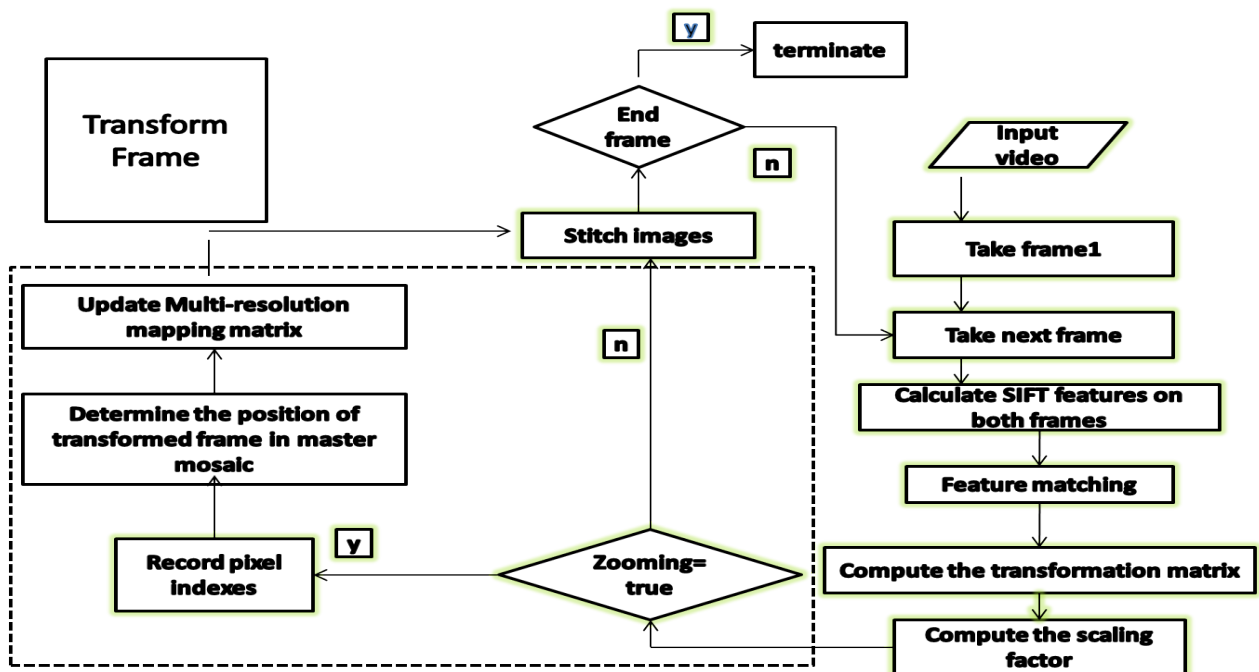 y
terminate
End
frame
n
Transform
Frame
Input
video
Stitch images
Take frame1
Update Multi-resolution
mapping matrix
n
Take next frame
Determine the position of
transformed frame in master
mosaic
Calculate SIFT features on
both frames
Feature matching
y
Record pixel
indexes
Zooming=
true
Compute the transformation matrix
Compute the scaling
factor